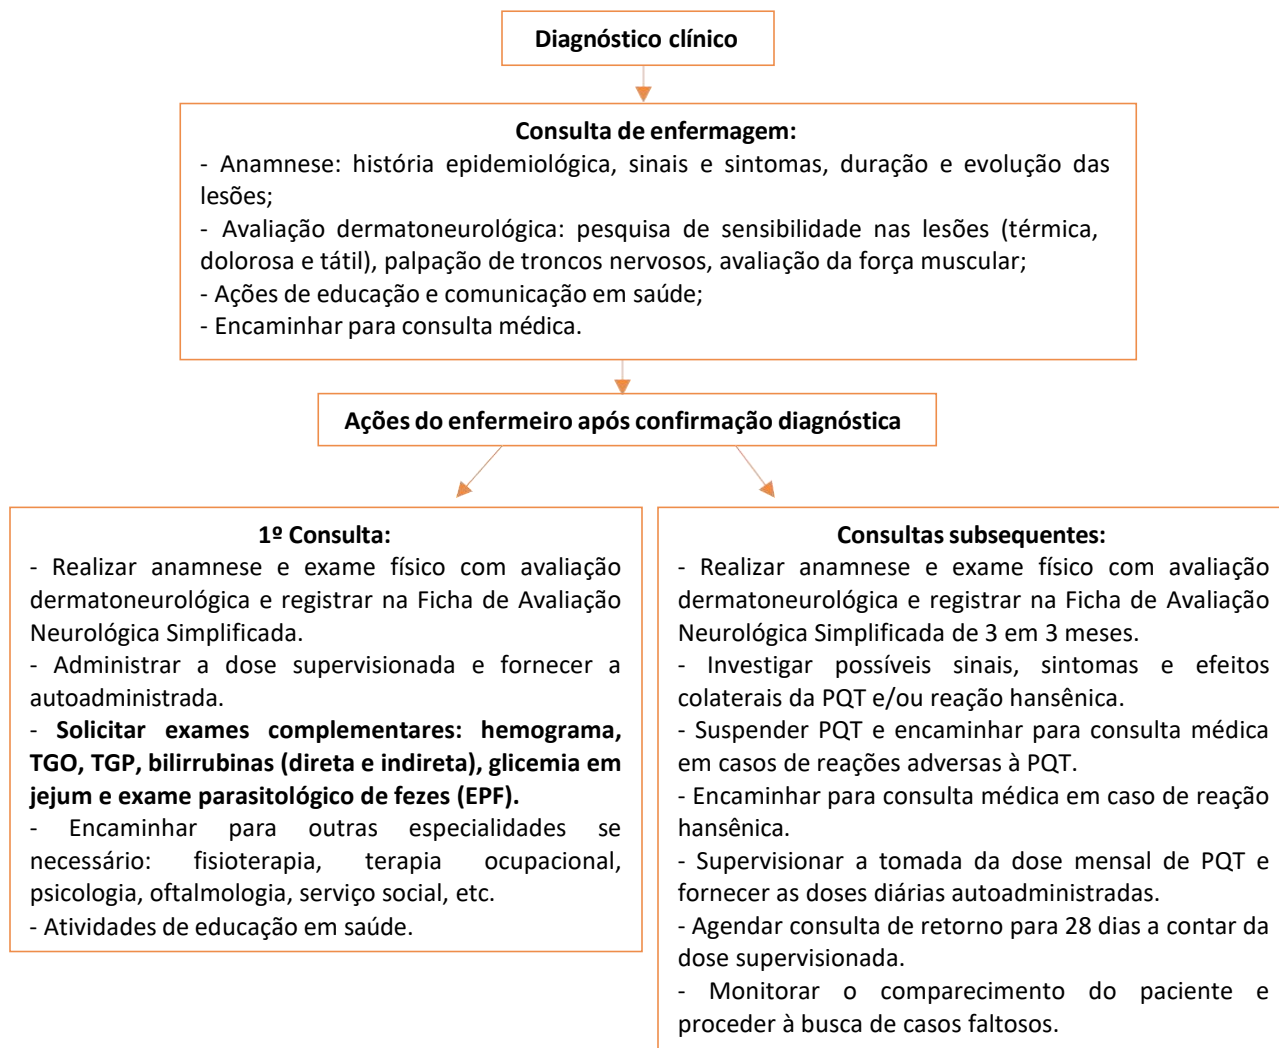 Diagnóstico clínico
Consulta de enfermagem:
- Anamnese: história epidemiológica, sinais e sintomas, duração e evolução das
lesões;
- Avaliação dermatoneurológica: pesquisa de sensibilidade nas lesões (térmica,
dolorosa e tátil), palpação de troncos nervosos, avaliação da força muscular;
- Ações de educação e comunicação em saúde;
- Encaminhar para consulta médica.
Ações do enfermeiro após confirmação diagnóstica
1º Consulta:
- Realizar anamnese e exame físico com avaliação
dermatoneurológica e registrar na Ficha de Avaliação
Neurológica Simplificada.
- Administrar a dose supervisionada e fornecer a
autoadministrada.
- Solicitar exames complementares: hemograma,
TGO, TGP, bilirrubinas (direta e indireta), glicemia em
jejum e exame parasitológico de fezes (EPF).
- Encaminhar para outras especialidades se
necessário: fisioterapia, terapia ocupacional,
psicologia, oftalmologia, serviço social, etc.
- Atividades de educação em saúde.
Consultas subsequentes:
- Realizar anamnese e exame físico com avaliação
dermatoneurológica e registrar na Ficha de Avaliação
Neurológica Simplificada de 3 em 3 meses.
- Investigar possíveis sinais, sintomas e efeitos
colaterais da PQT e/ou reação hansênica.
- Suspender PQT e encaminhar para consulta médica
em casos de reações adversas à PQT.
- Encaminhar para consulta médica em caso de reação
hansênica.
- Supervisionar a tomada da dose mensal de PQT e
fornecer as doses diárias autoadministradas.
- Agendar consulta de retorno para 28 dias a contar da
dose supervisionada.
- Monitorar o comparecimento do paciente e
proceder à busca de casos faltosos.